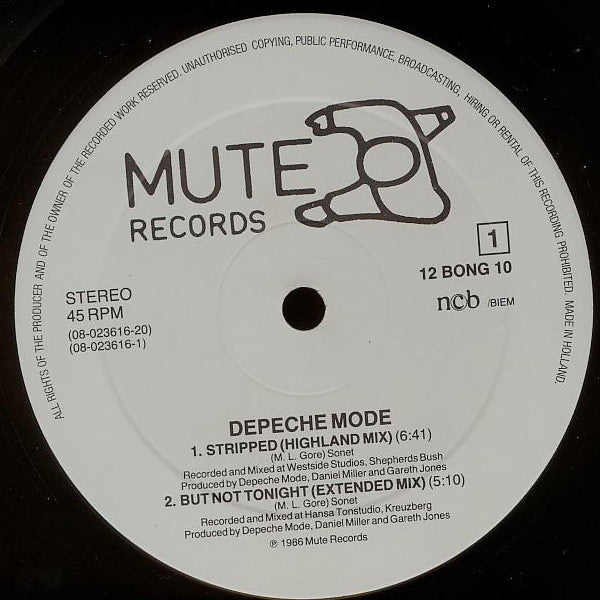 ALL RIGHTS OF THE PRODUCER AND OF THE OWNER OF THE RECORDED WORK RESERVED. UNAUTHORISED COPYING, PUBLIC PERFORMANCE, BROADCASTING, HIRING OR RENTAL OF THIS RECORDING PROHIBITED. MADE IN HOLLAND.
MUTE
RECORDS
1
12 BONG 10
STEREO
45 RPM
ncb /BIEM
(08-023616-20)
(08-023616-1)
DEPECHE MODE
1. STRIPPED (HIGHLAND MIX) (6:41)
(M. L. Gore) Sonet
Recorded and Mixed at Westside Studios, Shepherds Bush
Produced by Depeche Mode, Daniel Miller and Gareth Jones
2. BUT NOT TONIGHT (EXTENDED MIX) (5:10)
(M. L. Gore) Sonet
Recorded and Mixed at Hansa Tonstudio, Kreuzberg
Produced by Depeche Mode, Daniel Miller and Gareth Jones
℗ 1986 Mute Records